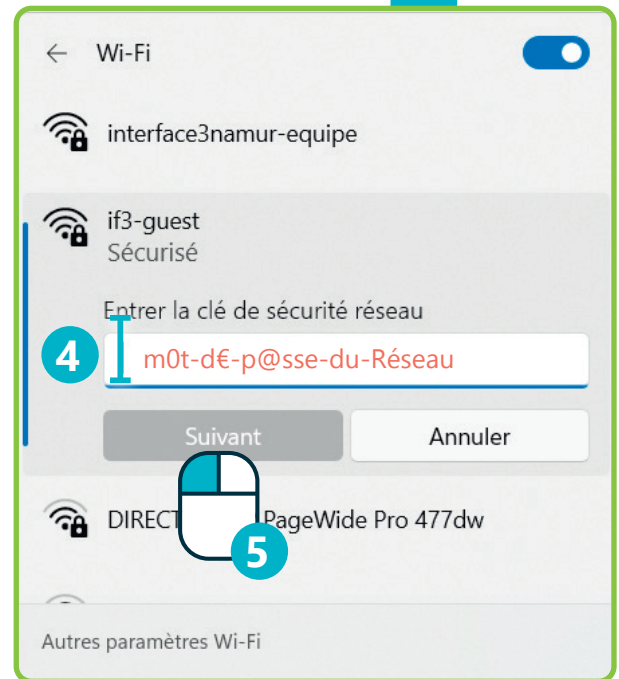 Wi-Fi
interface3namur-equipe
if3-guest
Sécurisé
Entrer la clé de sécurité réseau
4
m0t-d€-p@sse-du-Réseau
Suivant Annuler
DIRECT PageWide Pro 477dw
5
Autres paramètres Wi-Fi